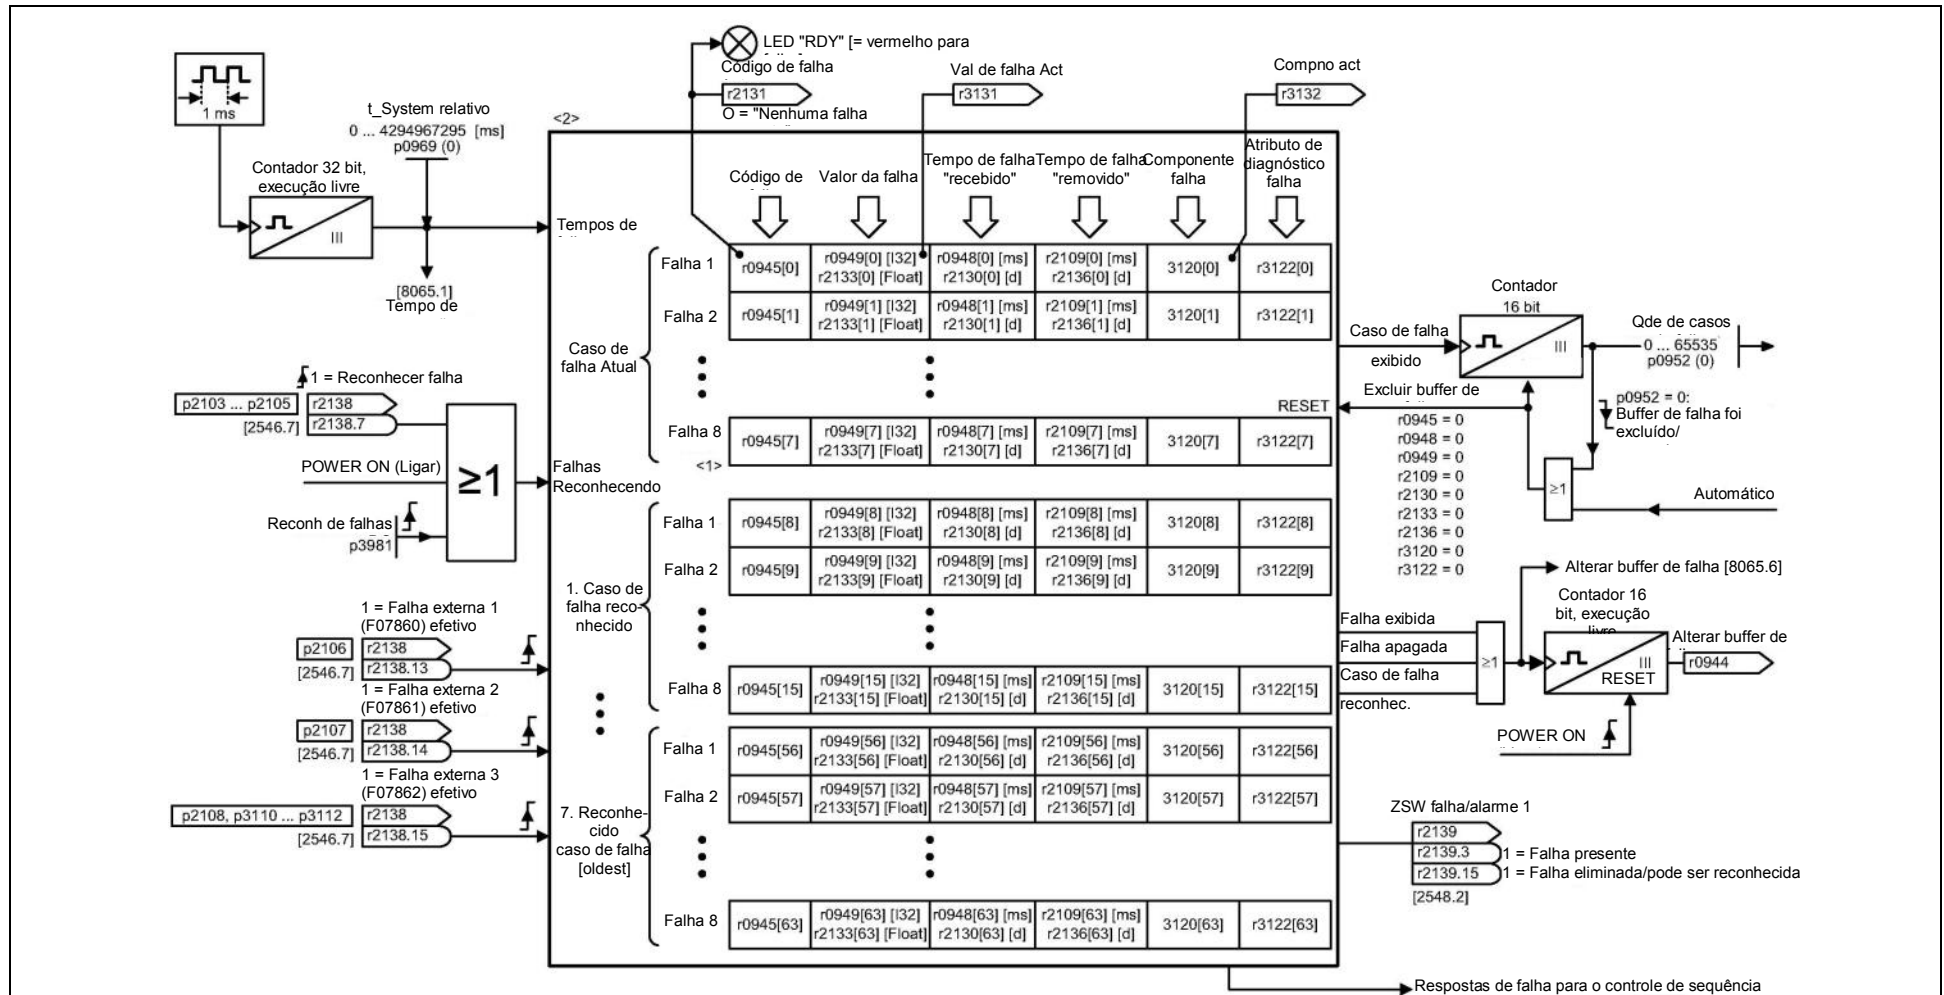 LED "RDY" [= vermelho para
Código de falha
r2131
O = "Nenhuma falha
Val de falha Act
r3131
Compno act
r3132
1 ms
t_System relativo
0 ... 4294967295 [ms]
p0969 (0)
Contador 32 bit,
execução livre
III
[8065.1]
Tempo de
<2>
Tempos de
Código de
Valor da falha
Tempo de falha
"recebido"
Tempo de falha
"removido"
Componente
falha
Atributo de
diagnóstico
falha
Caso de
falha Atual
Falha 1
r0945[0]
r0949[0] [I32]
r2133[0] [Float]
r0948[0] [ms]
r2130[0] [d]
r2109[0] [ms]
r2136[0] [d]
3120[0]
r3122[0]
Falha 2
r0945[1]
r0949[1] [I32]
r2133[1] [Float]
r0948[1] [ms]
r2130[1] [d]
r2109[1] [ms]
r2136[1] [d]
3120[1]
r3122[1]
Falha 8
r0945[7]
r0949[7] [I32]
r2133[7] [Float]
r0948[7] [ms]
r2130[7] [d]
r2109[7] [ms]
r2136[7] [d]
3120[7]
r3122[7]
<1>
RESET
1 = Reconhecer falha
p2103 ... p2105
r2138
[2546.7]
r2138.7
POWER ON (Ligar)
≥1
Falhas
Reconhecendo
Reconh de falhas
p3981
1. Caso de
falha reco-
nhecido
Falha 1
r0945[8]
r0949[8] [I32]
r2133[8] [Float]
r0948[8] [ms]
r2130[8] [d]
r2109[8] [ms]
r2136[8] [d]
3120[8]
r3122[8]
Falha 2
r0945[9]
r0949[9] [I32]
r2133[9] [Float]
r0948[9] [ms]
r2130[9] [d]
r2109[9] [ms]
r2136[9] [d]
3120[9]
r3122[9]
Falha 8
r0945[15]
r0949[15] [I32]
r2133[15] [Float]
r0948[15] [ms]
r2130[15] [d]
r2109[15] [ms]
r2136[15] [d]
3120[15]
r3122[15]
1 = Falha externa 1
(F07860) efetivo
p2106
r2138
[2546.7]
r2138.13
1 = Falha externa 2
(F07861) efetivo
p2107
r2138
[2546.7]
r2138.14
1 = Falha externa 3
(F07862) efetivo
p2108, p3110 ... p3112
r2138
[2546.7]
r2138.15
7. Reconhe-
cido
caso de falha
[oldest]
Falha 1
r0945[56]
r0949[56] [I32]
r2133[56] [Float]
r0948[56] [ms]
r2130[56] [d]
r2109[56] [ms]
r2136[56] [d]
3120[56]
r3122[56]
Falha 2
r0945[57]
r0949[57] [I32]
r2133[57] [Float]
r0948[57] [ms]
r2130[57] [d]
r2109[57] [ms]
r2136[57] [d]
3120[57]
r3122[57]
Falha 8
r0945[63]
r0949[63] [I32]
r2133[63] [Float]
r0948[63] [ms]
r2130[63] [d]
r2109[63] [ms]
r2136[63] [d]
3120[63]
r3122[63]
Contador
16 bit
III
Caso de falha
exibido
Qde de casos
0 ... 65535
p0952 (0)
Excluir buffer de
r0945 = 0
r0948 = 0
r0949 = 0
r2109 = 0
r2130 = 0
r2133 = 0
r2136 = 0
r3120 = 0
r3122 = 0
p0952 = 0:
Buffer de falha foi
excluído/
≥1
Automático
Alterar buffer de falha [8065.6]
Contador 16
bit, execução
livre
Falha exibida
Falha apagada
Caso de falha
reconhec.
≥1
III
RESET
Alterar buffer de
r0944
POWER ON
ZSW falha/alarme 1
r2139
r2139.3
1 = Falha presente
r2139.15
1 = Falha eliminada/pode ser reconhecida
[2548.2]
Respostas de falha para o controle de sequência